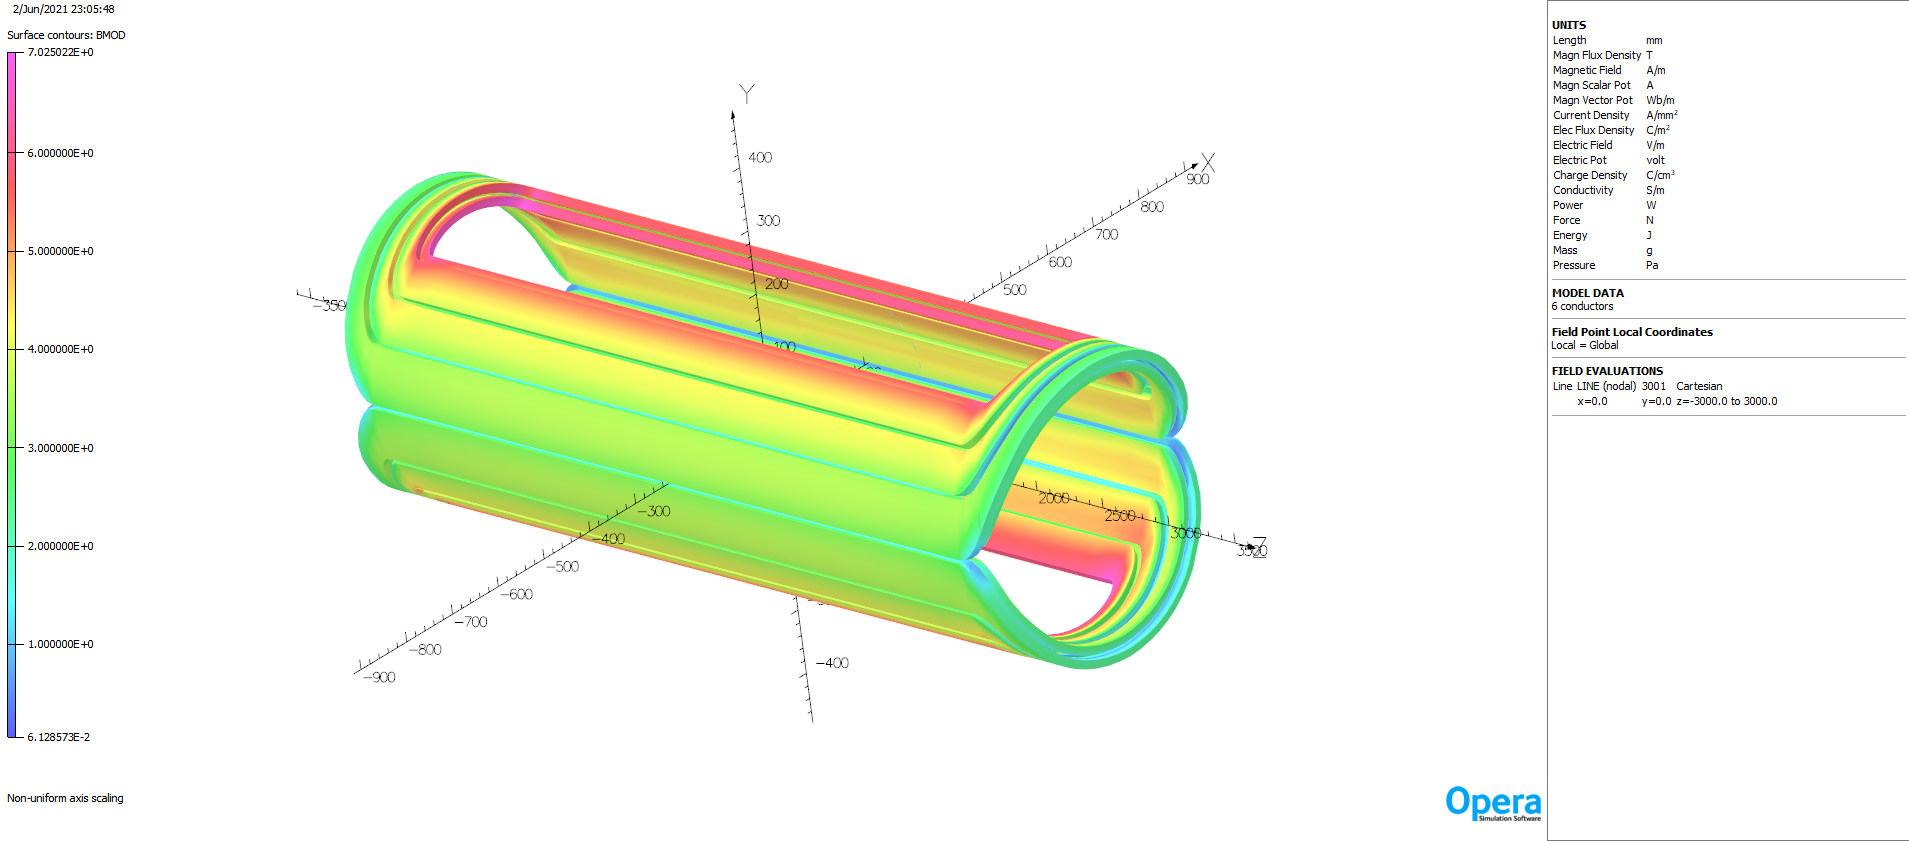 2/Jun/2021 23:05:48
Surface contours: BMOD
7.025022E+0
6.000000E+0
5.000000E+0
4.000000E+0
3.000000E+0
2.000000E+0
1.000000E+0
6.128573E-2
Non-uniform axis scaling
Y
400
300
200
100
X
900
800
700
600
500
-350
-300
-400
-500
-600
-700
-800
-900
-400
2000
2500
3000
3500
Z
Opera
Simulation Software
UNITS
Length mm
Magn Flux Density T
Magnetic Field A/m
Magn Scalar Pot A
Magn Vector Pot Wb/m
Current Density A/mm²
Elec Flux Density C/m²
Electric Field V/m
Electric Pot volt
Charge Density C/cm³
Conductivity S/m
Power W
Force N
Energy J
Mass g
Pressure Pa
MODEL DATA
6 conductors
Field Point Local Coordinates
Local = Global
FIELD EVALUATIONS
Line LINE (nodal) 3001 Cartesian
x=0.0 y=0.0 z=-3000.0 to 3000.0